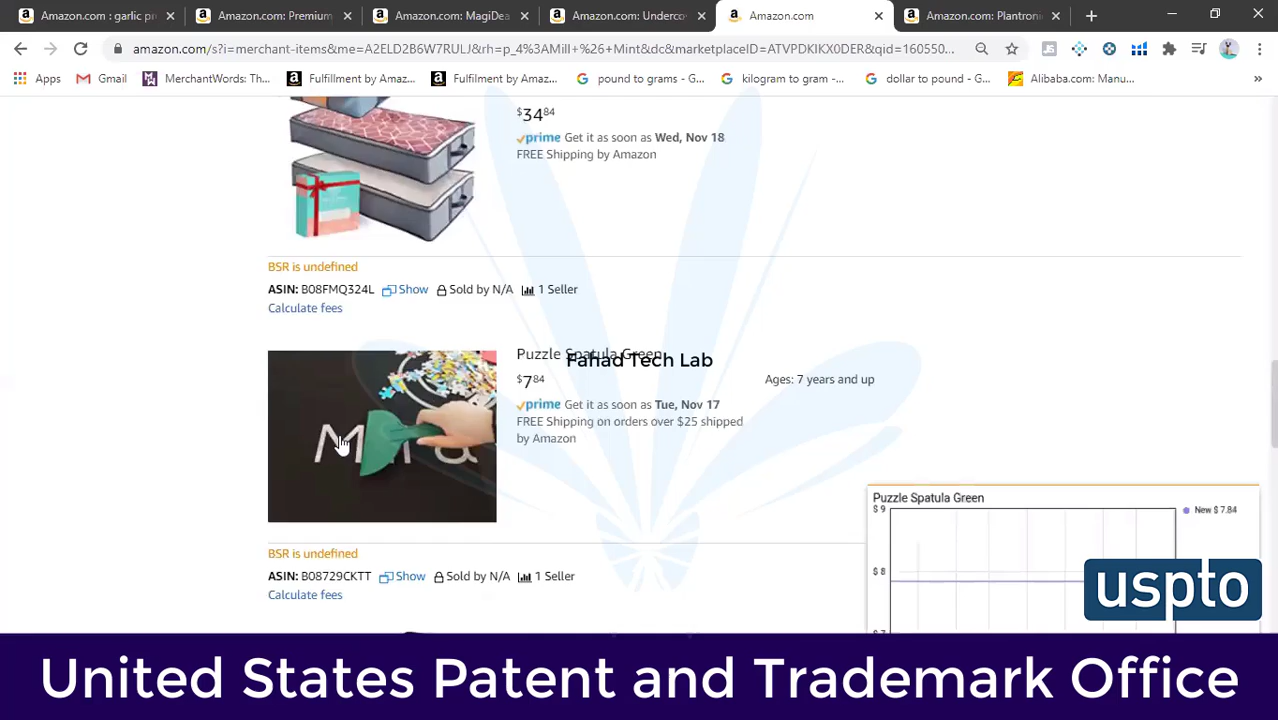 Amazon.com : garlic p
Amazon.com: Premium
Amazon.com: MagiDea
Amazon.com: Underco
Amazon.com
Amazon.com: Plantroni
amazon.com/s?i=merchant-items&me=A2ELD2B6W7RULJ&rh=p_4%3AMill+%26+Mint&dc&marketplaceID=ATVPDKIKX0DER&qid=160550...
Apps
Gmail
MerchantWords: Th...
Fulfillment by Amaz...
Fulfilment by Amaz...
pound to grams - G...
kilogram to gram -...
dollar to pound - G...
Alibaba.com: Manu...
»
$34 84
prime Get it as soon as Wed, Nov 18
FREE Shipping by Amazon
BSR is undefined
ASIN: B08FMQ324L Show Sold by N/A 1 Seller
Calculate fees
Puzzle Spatula Green
Fahad Tech Lab
$7 84
Ages: 7 years and up
prime Get it as soon as Tue, Nov 17
FREE Shipping on orders over $25 shipped
by Amazon
BSR is undefined
ASIN: B08729CKTT Show Sold by N/A 1 Seller
Calculate fees
Puzzle Spatula Green
$ 9
New $ 7.84
$ 8
uspto
United States Patent and Trademark Office